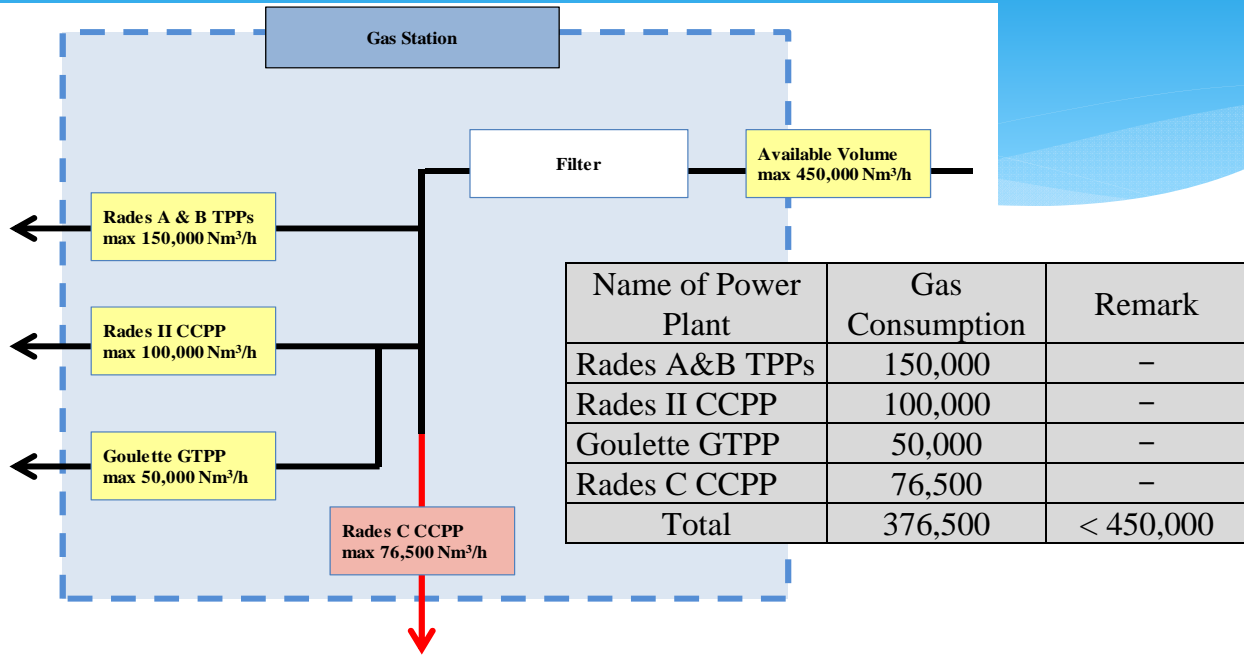 Gas Station
Filter
Available Volume
max 450,000 Nm³/h
Rades A & B TPPs
max 150,000 Nm³/h
Rades II CCPP
max 100,000 Nm³/h
Goulette GTPP
max 50,000 Nm³/h
Rades C CCPP
max 76,500 Nm³/h
Name of Power Plant Gas Consumption Remark
Rades A&B TPPs 150,000 −
Rades II CCPP 100,000 −
Goulette GTPP 50,000 −
Rades C CCPP 76,500 −
Total 376,500 < 450,000